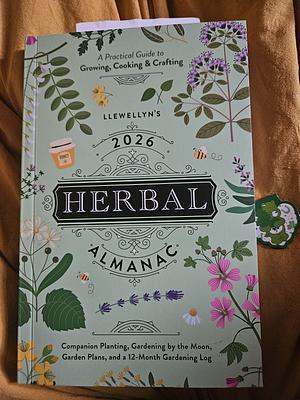 A Practical Guide to
Growing, Cooking & Crafting
LLEWELLYN'S
2026
HERBAL
ALMANAC
Companion Planting, Gardening by the Moon,
Garden Plans, and a 12-Month Gardening Log